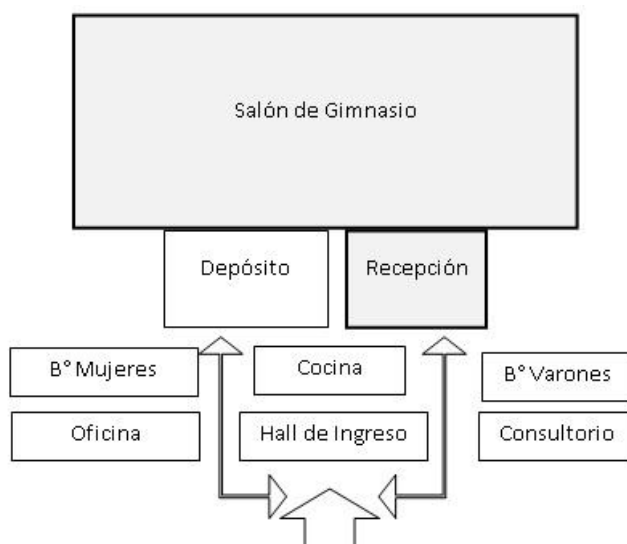 Salón de Gimnasio
Depósito
Recepción
B° Mujeres
Cocina
B° Varones
Oficina
Hall de Ingreso
Consultorio